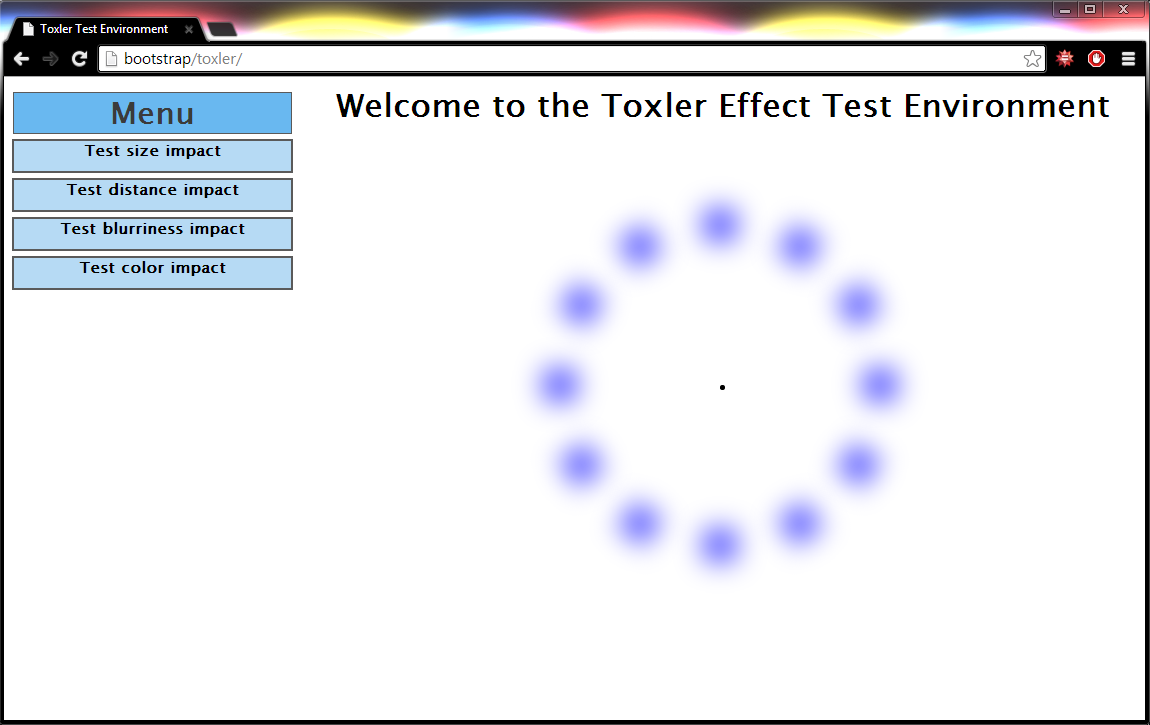 Toxler Test Environment
bootstrap/toxler/
Menu
Test size impact
Test distance impact
Test blurriness impact
Test color impact
Welcome to the Toxler Effect Test Environment